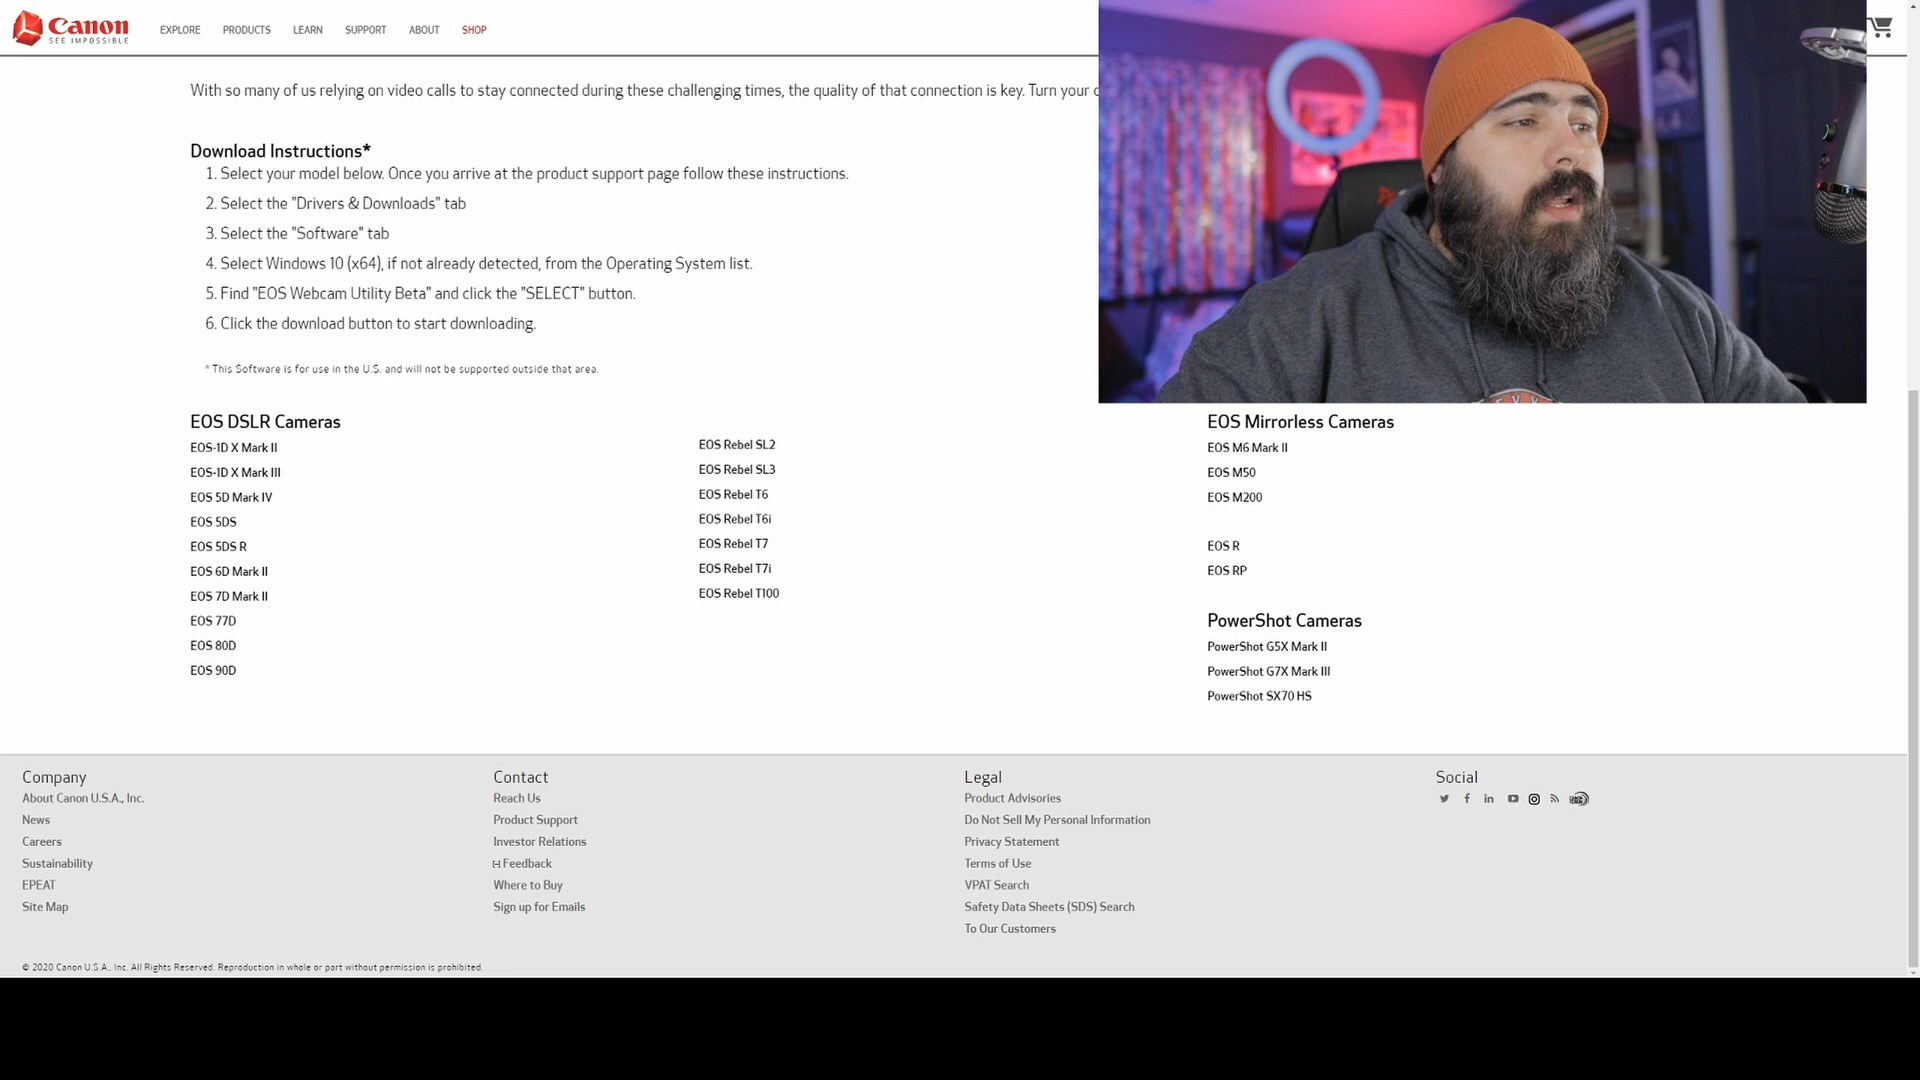 Canon
SEE IMPOSSIBLE
EXPLORE
PRODUCTS
LEARN
SUPPORT
ABOUT
SHOP
With so many of us relying on video calls to stay connected during these challenging times, the quality of that connection is key. Turn your
Download Instructions*
1. Select your model below. Once you arrive at the product support page follow these instructions.
2. Select the "Drivers & Downloads" tab
3. Select the "Software" tab
4. Select Windows 10 (x64), if not already detected, from the Operating System list.
5. Find "EOS Webcam Utility Beta" and click the "SELECT" button.
6. Click the download button to start downloading.
* This Software is for use in the U.S. and will not be supported outside that area.
EOS DSLR Cameras
EOS-1D X Mark II
EOS-1D X Mark III
EOS 5D Mark IV
EOS 5DS
EOS 5DS R
EOS 6D Mark II
EOS 7D Mark II
EOS 77D
EOS 80D
EOS 90D
EOS Rebel SL2
EOS Rebel SL3
EOS Rebel T6
EOS Rebel T6i
EOS Rebel T7
EOS Rebel T7i
EOS Rebel T100
EOS Mirrorless Cameras
EOS M6 Mark II
EOS M50
EOS M200
EOS R
EOS RP
PowerShot Cameras
PowerShot G5X Mark II
PowerShot G7X Mark III
PowerShot SX70 HS
Company
About Canon U.S.A., Inc.
News
Careers
Sustainability
EPEAT
Site Map
Contact
Reach Us
Product Support
Investor Relations
[+] Feedback
Where to Buy
Sign up for Emails
Legal
Product Advisories
Do Not Sell My Personal Information
Privacy Statement
Terms of Use
VPAT Search
Safety Data Sheets (SDS) Search
To Our Customers
Social
© 2020 Canon U.S.A., Inc. All Rights Reserved. Reproduction in whole or part without permission is prohibited.